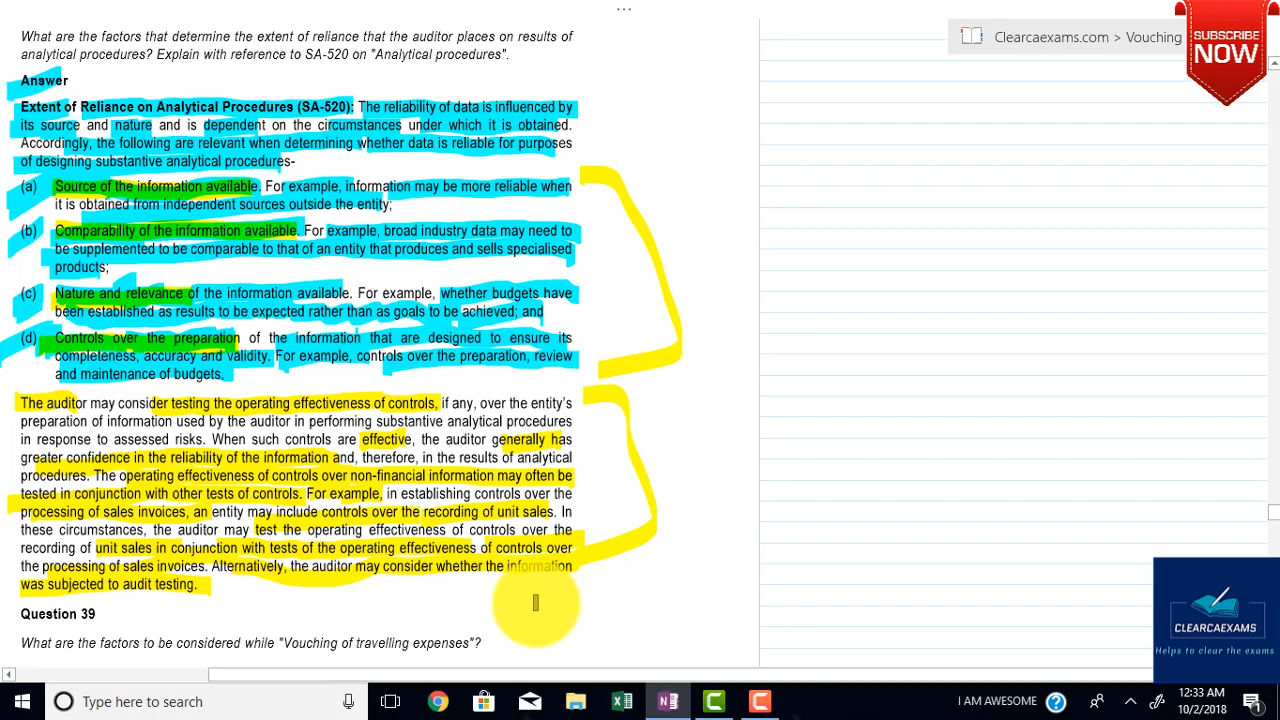 What are the factors that determine the extent of reliance that the auditor places on results of
analytical procedures? Explain with reference to SA-520 on "Analytical procedures".
Answer
Extent of Reliance on Analytical Procedures (SA-520): The reliability of data is influenced by
its source and nature and is dependent on the circumstances under which it is obtained.
Accordingly, the following are relevant when determining whether data is reliable for purposes
of designing substantive analytical procedures-
(a) Source of the information available. For example, information may be more reliable when
it is obtained from independent sources outside the entity;
(b) Comparability of the information available. For example, broad industry data may need to
be supplemented to be comparable to that of an entity that produces and sells specialised
products;
(c) Nature and relevance of the information available. For example, whether budgets have
been established as results to be expected rather than as goals to be achieved; and
(d) Controls over the preparation of the information that are designed to ensure its
completeness, accuracy and validity. For example, controls over the preparation, review
and maintenance of budgets.
The auditor may consider testing the operating effectiveness of controls, if any, over the entity's
preparation of information used by the auditor in performing substantive analytical procedures
in response to assessed risks. When such controls are effective, the auditor generally has
greater confidence in the reliability of the information and, therefore, in the results of analytical
procedures. The operating effectiveness of controls over non-financial information may often be
tested in conjunction with other tests of controls. For example, in establishing controls over the
processing of sales invoices, an entity may include controls over the recording of unit sales. In
these circumstances, the auditor may test the operating effectiveness of controls over the
recording of unit sales in conjunction with tests of the operating effectiveness of controls over
the processing of sales invoices. Alternatively, the auditor may consider whether the information
was subjected to audit testing.
Question 39
What are the factors to be considered while "Vouching of travelling expenses"?
Clearcaexams.com > Vouching
SUBSCRIBE
NOW
CLEARCAEXAMS
Helps to clear the exams
Type here to search
I AM AWESOME
12:33 AM
10/2/2018
1